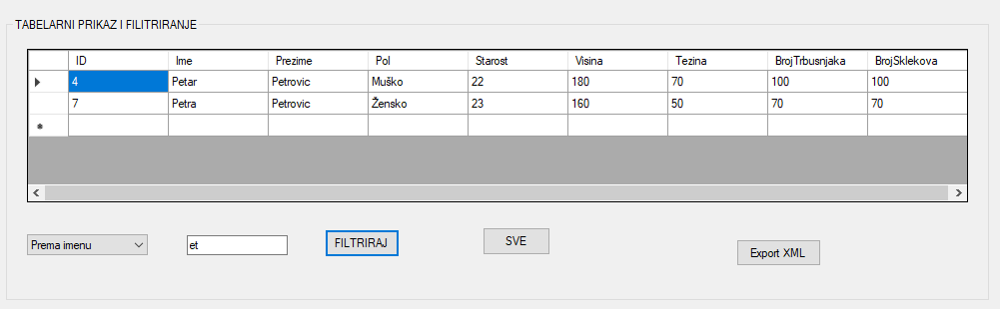 TABELARNI PRIKAZ I FILITRIRANJE
ID Ime Prezime Pol Starost Visina Tezina BrojTrbusnjaka BrojSklekova
4 Petar Petrovic Muško 22 180 70 100 100
7 Petra Petrovic Žensko 23 160 50 70 70
Prema imenu et FILTRIRAJ SVE Export XML